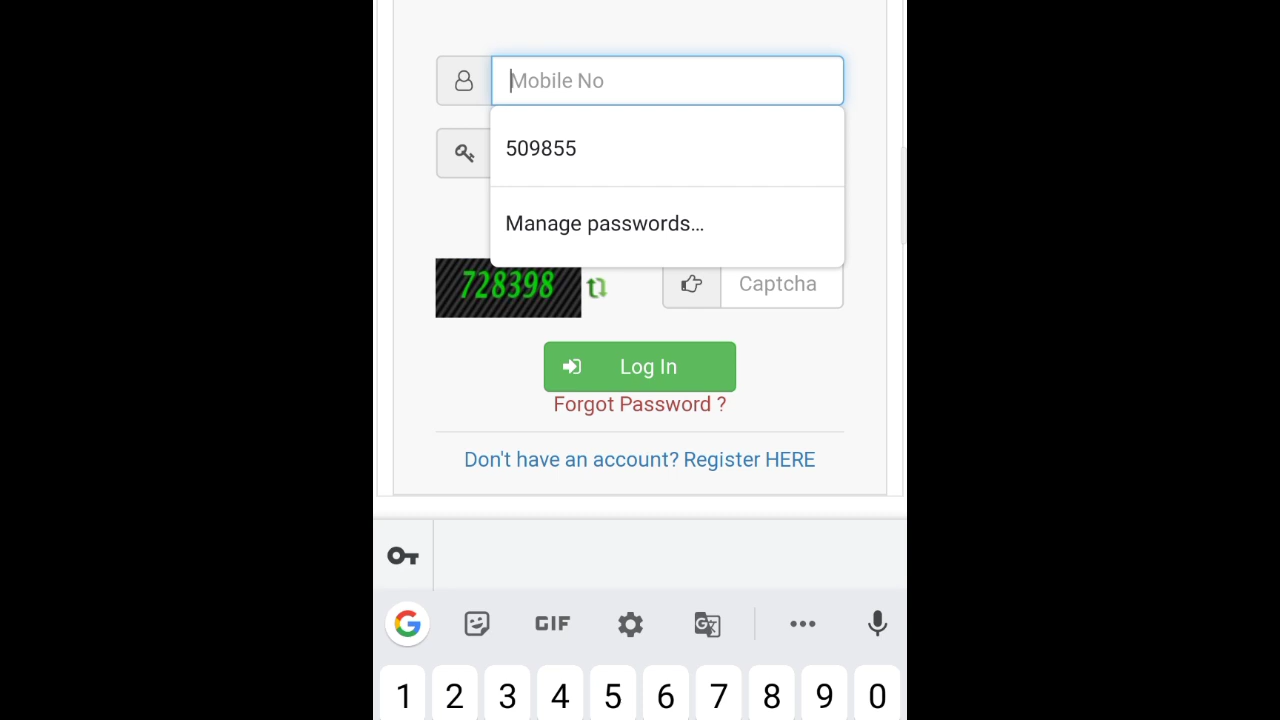 Mobile No
509855
Manage passwords...
728398
Captcha
Log In
Forgot Password ?
Don't have an account? Register HERE
G GIF G
1 2 3 4 5 6 7 8 9 0